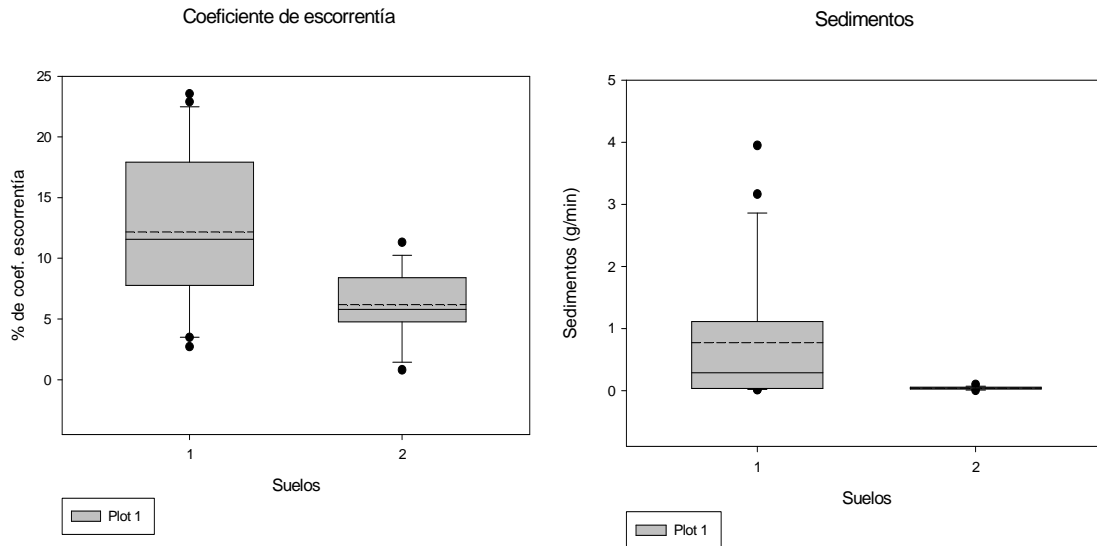 Coeficiente de escorrentía
% de coef. escorrentía
25
20
15
10
5
0
1
2
Suelos
Plot 1
Sedimentos
Sedimentos (g/min)
5
4
3
2
1
0
1
2
Suelos
Plot 1